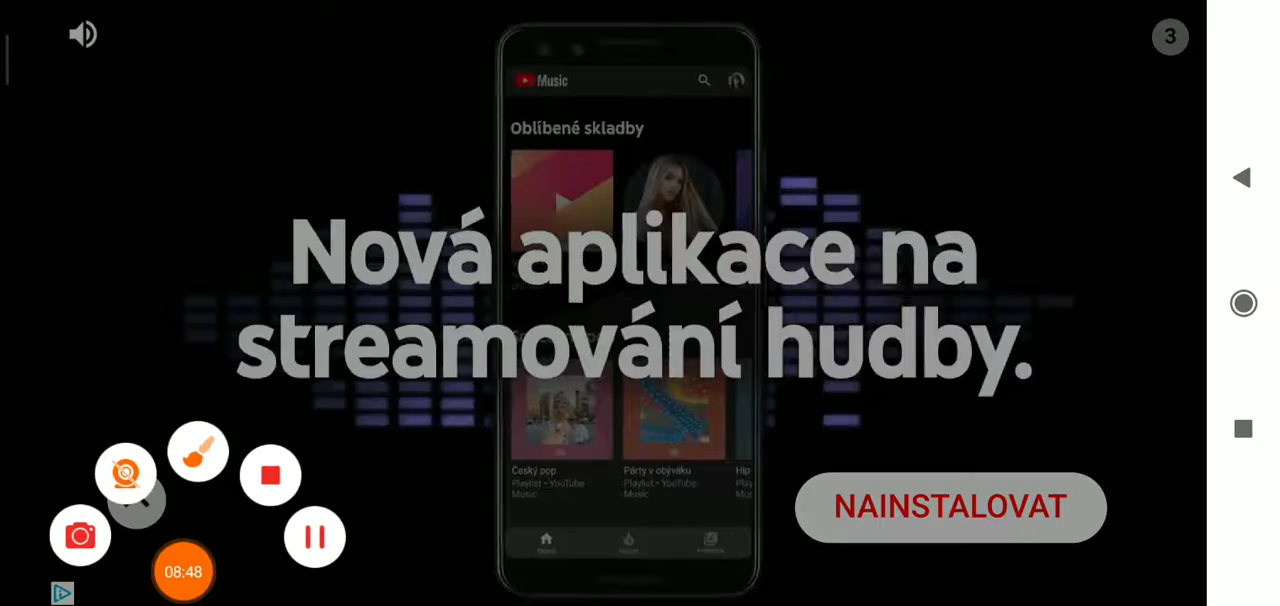 3
Music
Oblíbené skladby
Nová aplikace na
streamování hudby.
Český pop
Playlist • YouTube
Music
Párty v obýváku
Playlist • YouTube
Music
Hip
NAINSTALOVAT
08:48